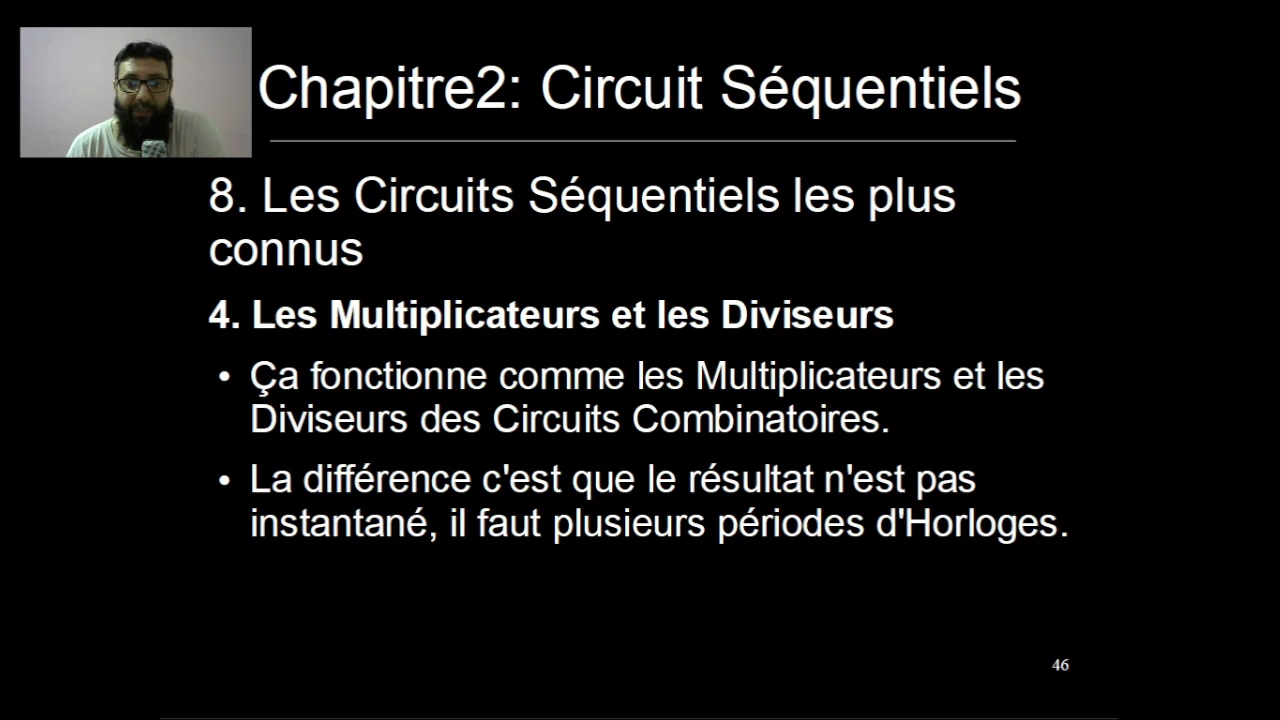 Chapitre2: Circuit Séquentiels
8. Les Circuits Séquentiels les plus
connus
4. Les Multiplicateurs et les Diviseurs
• Ça fonctionne comme les Multiplicateurs et les
Diviseurs des Circuits Combinatoires.
• La différence c'est que le résultat n'est pas
instantané, il faut plusieurs périodes d'Horloges.
46